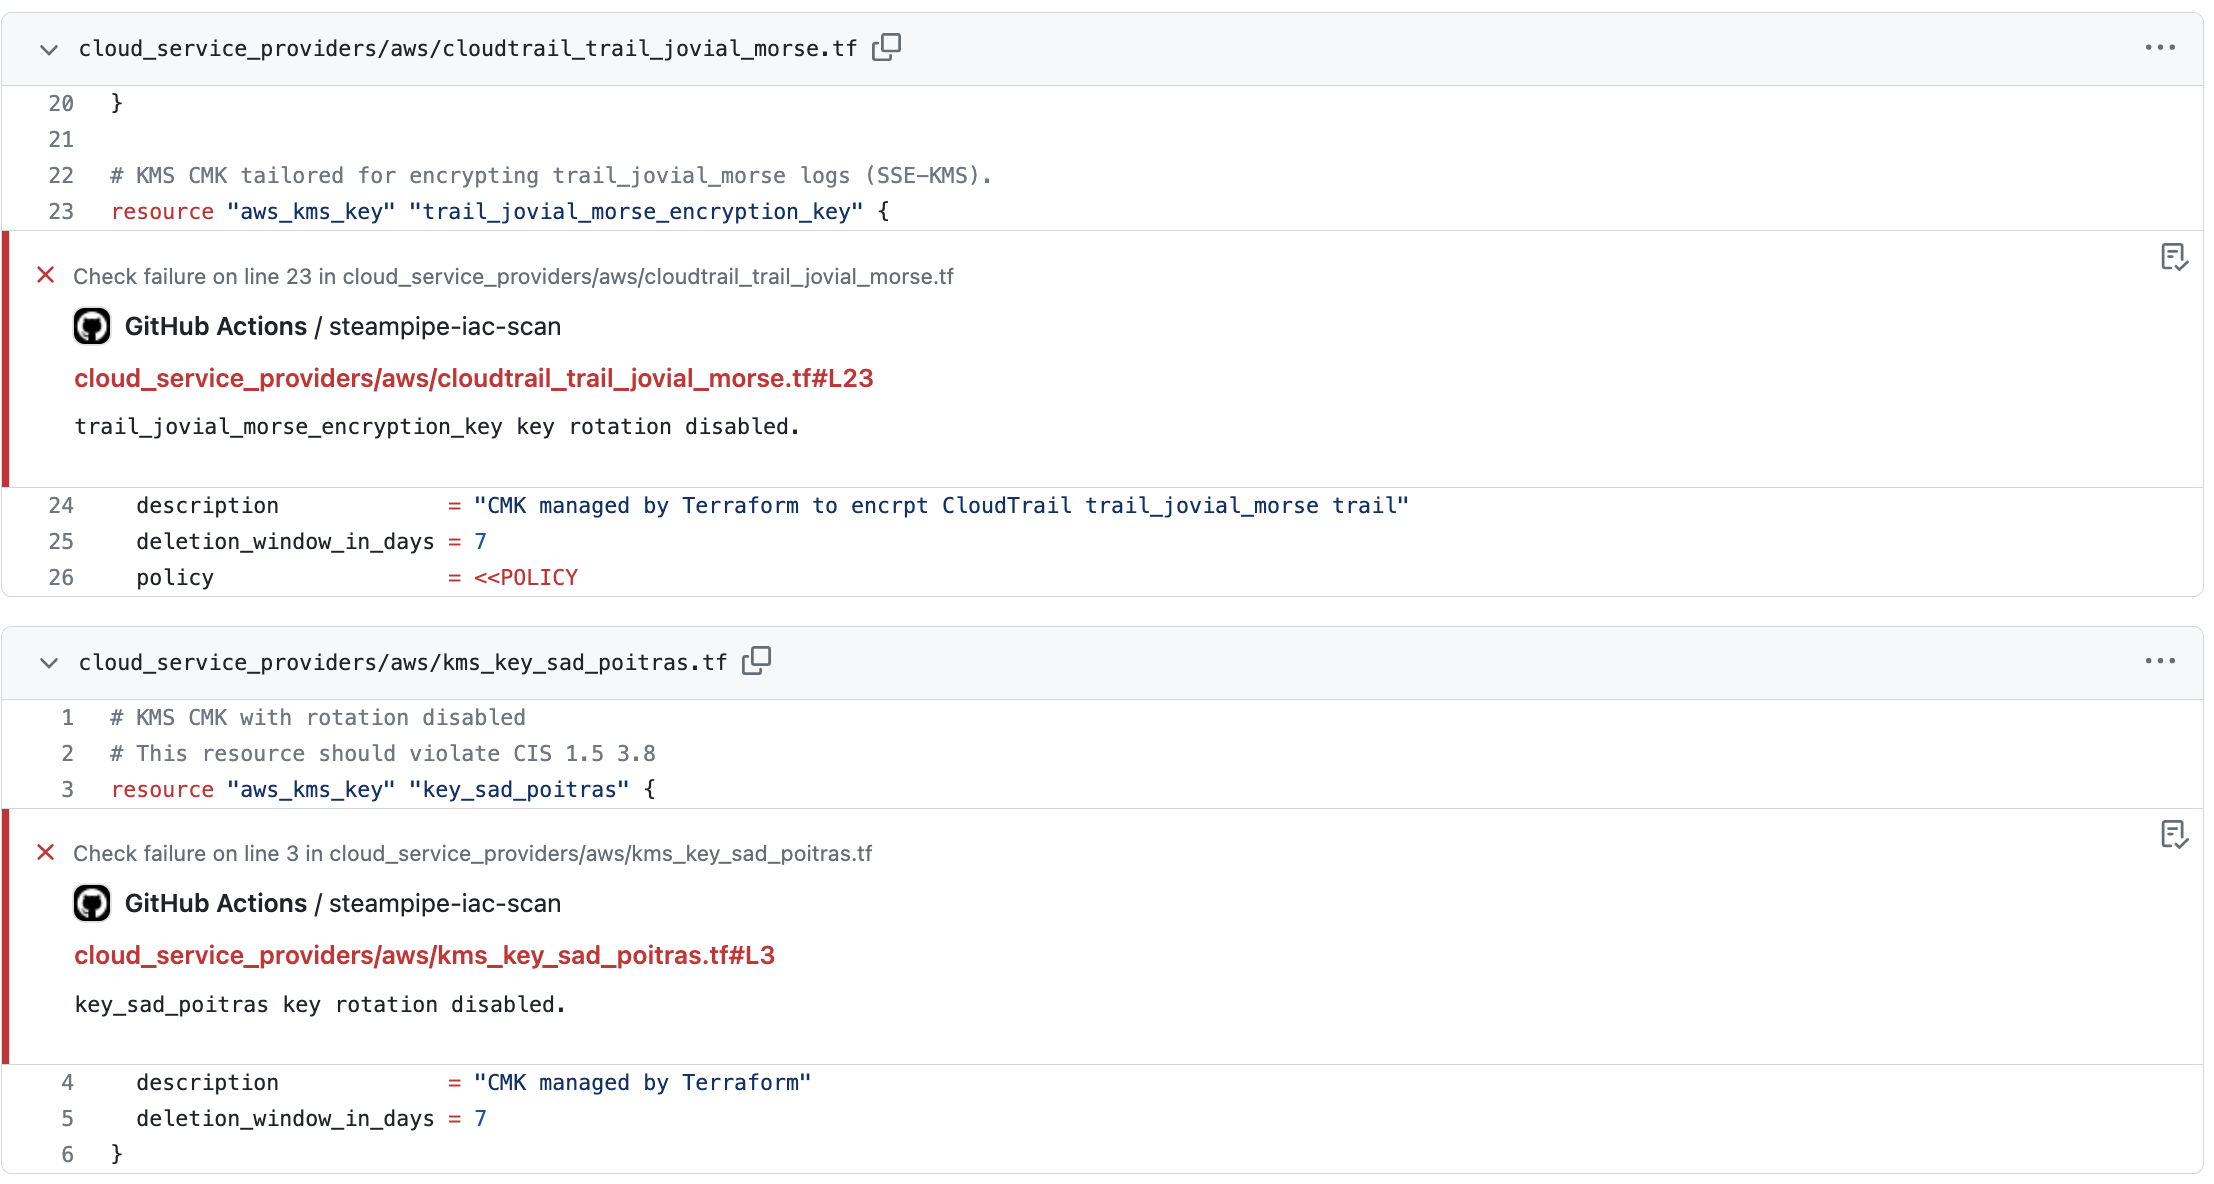 cloud_service_providers/aws/cloudtrail_trail_jovial_morse.tf
20 }
21
22 # KMS CMK tailored for encrypting trail_jovial_morse logs (SSE-KMS).
23 resource "aws_kms_key" "trail_jovial_morse_encryption_key" {
Check failure on line 23 in cloud_service_providers/aws/cloudtrail_trail_jovial_morse.tf
GitHub Actions / steampipe-iac-scan
cloud_service_providers/aws/cloudtrail_trail_jovial_morse.tf#L23
trail_jovial_morse_encryption_key key rotation disabled.
24 description = "CMK managed by Terraform to encrpt CloudTrail trail_jovial_morse trail"
25 deletion_window_in_days = 7
26 policy = <<POLICY
cloud_service_providers/aws/kms_key_sad_poitras.tf
1 # KMS CMK with rotation disabled
2 # This resource should violate CIS 1.5 3.8
3 resource "aws_kms_key" "key_sad_poitras" {
Check failure on line 3 in cloud_service_providers/aws/kms_key_sad_poitras.tf
GitHub Actions / steampipe-iac-scan
cloud_service_providers/aws/kms_key_sad_poitras.tf#L3
key_sad_poitras key rotation disabled.
4 description = "CMK managed by Terraform"
5 deletion_window_in_days = 7
6 }